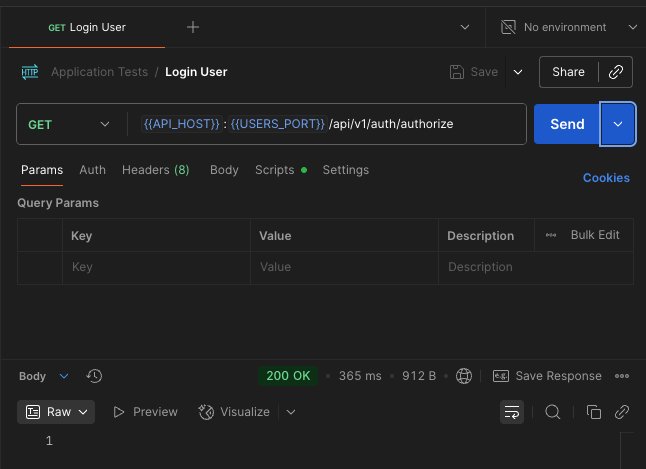 GET Login User
No environment
HTTP Application Tests / Login User Save Share
GET {{API_HOST}} : {{USERS_PORT}} /api/v1/auth/authorize Send
Params Auth Headers (8) Body Scripts Settings Cookies
Query Params
Key Value Description Bulk Edit
Key Value Description
Body 200 OK • 365 ms • 912 B • e.g. Save Response
Raw Preview Visualize
1